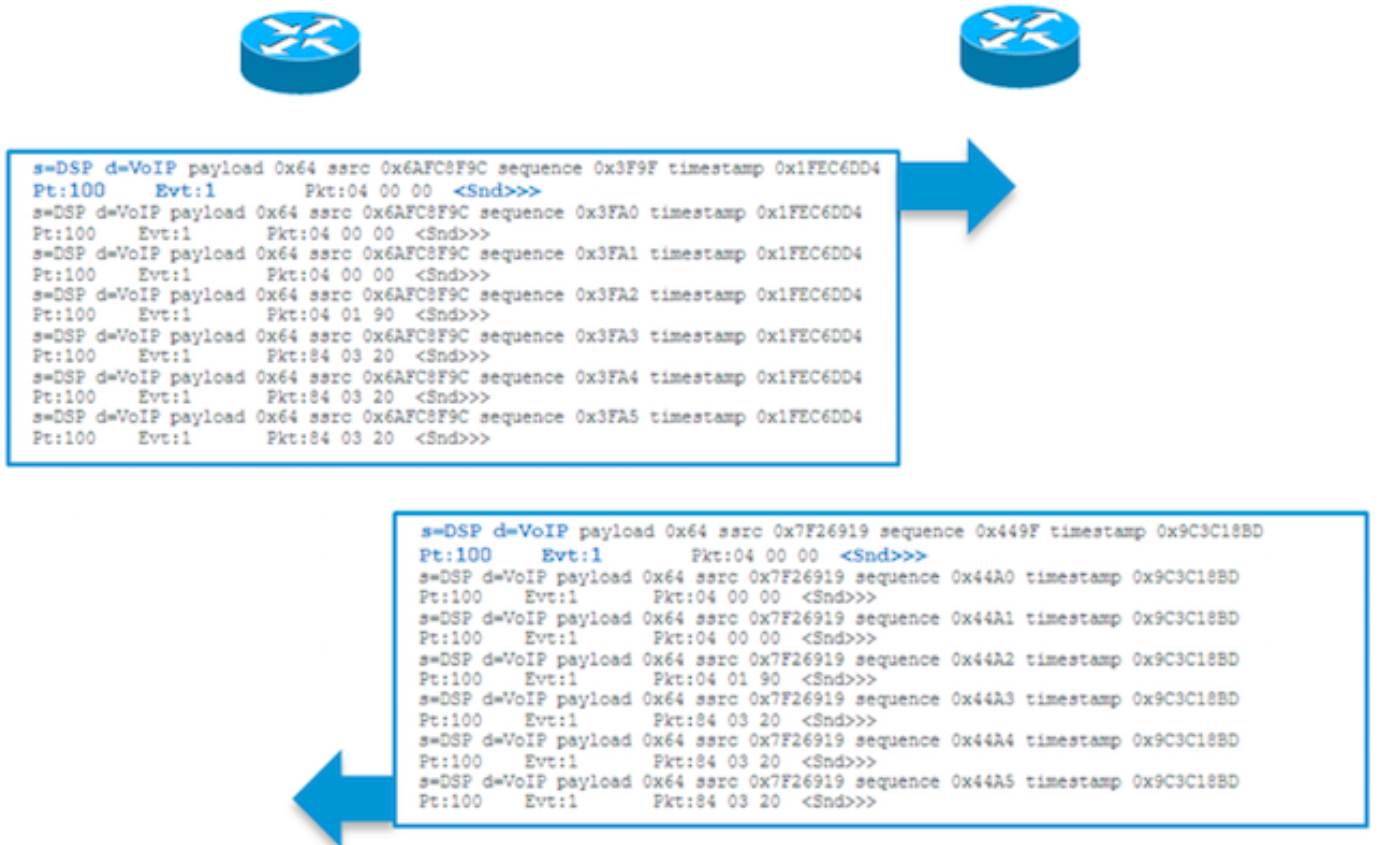 s=DSP d=VoIP payload 0x64 ssrc 0x6AFC8F9C sequence 0x3F9F timestamp 0x1FEC6DD4
Pt:100 Evt:1 Pkt:04 00 00 <Snd>>>
s=DSP d=VoIP payload 0x64 ssrc 0x6AFC8F9C sequence 0x3FA0 timestamp 0x1FEC6DD4
Pt:100 Evt:1 Pkt:04 00 00 <Snd>>>
s=DSP d=VoIP payload 0x64 ssrc 0x6AFC8F9C sequence 0x3FA1 timestamp 0x1FEC6DD4
Pt:100 Evt:1 Pkt:04 00 00 <Snd>>>
s=DSP d=VoIP payload 0x64 ssrc 0x6AFC8F9C sequence 0x3FA2 timestamp 0x1FEC6DD4
Pt:100 Evt:1 Pkt:04 01 90 <Snd>>>
s=DSP d=VoIP payload 0x64 ssrc 0x6AFC8F9C sequence 0x3FA3 timestamp 0x1FEC6DD4
Pt:100 Evt:1 Pkt:84 03 20 <Snd>>>
s=DSP d=VoIP payload 0x64 ssrc 0x6AFC8F9C sequence 0x3FA4 timestamp 0x1FEC6DD4
Pt:100 Evt:1 Pkt:84 03 20 <Snd>>>
s=DSP d=VoIP payload 0x64 ssrc 0x6AFC8F9C sequence 0x3FA5 timestamp 0x1FEC6DD4
Pt:100 Evt:1 Pkt:84 03 20 <Snd>>>
s=DSP d=VoIP payload 0x64 ssrc 0x7F26919 sequence 0x449F timestamp 0x9C3C18BD
Pt:100 Evt:1 Pkt:04 00 00 <Snd>>>
s=DSP d=VoIP payload 0x64 ssrc 0x7F26919 sequence 0x44A0 timestamp 0x9C3C18BD
Pt:100 Evt:1 Pkt:04 00 00 <Snd>>>
s=DSP d=VoIP payload 0x64 ssrc 0x7F26919 sequence 0x44A1 timestamp 0x9C3C18BD
Pt:100 Evt:1 Pkt:04 00 00 <Snd>>>
s=DSP d=VoIP payload 0x64 ssrc 0x7F26919 sequence 0x44A2 timestamp 0x9C3C18BD
Pt:100 Evt:1 Pkt:04 01 90 <Snd>>>
s=DSP d=VoIP payload 0x64 ssrc 0x7F26919 sequence 0x44A3 timestamp 0x9C3C18BD
Pt:100 Evt:1 Pkt:84 03 20 <Snd>>>
s=DSP d=VoIP payload 0x64 ssrc 0x7F26919 sequence 0x44A4 timestamp 0x9C3C18BD
Pt:100 Evt:1 Pkt:84 03 20 <Snd>>>
s=DSP d=VoIP payload 0x64 ssrc 0x7F26919 sequence 0x44A5 timestamp 0x9C3C18BD
Pt:100 Evt:1 Pkt:84 03 20 <Snd>>>